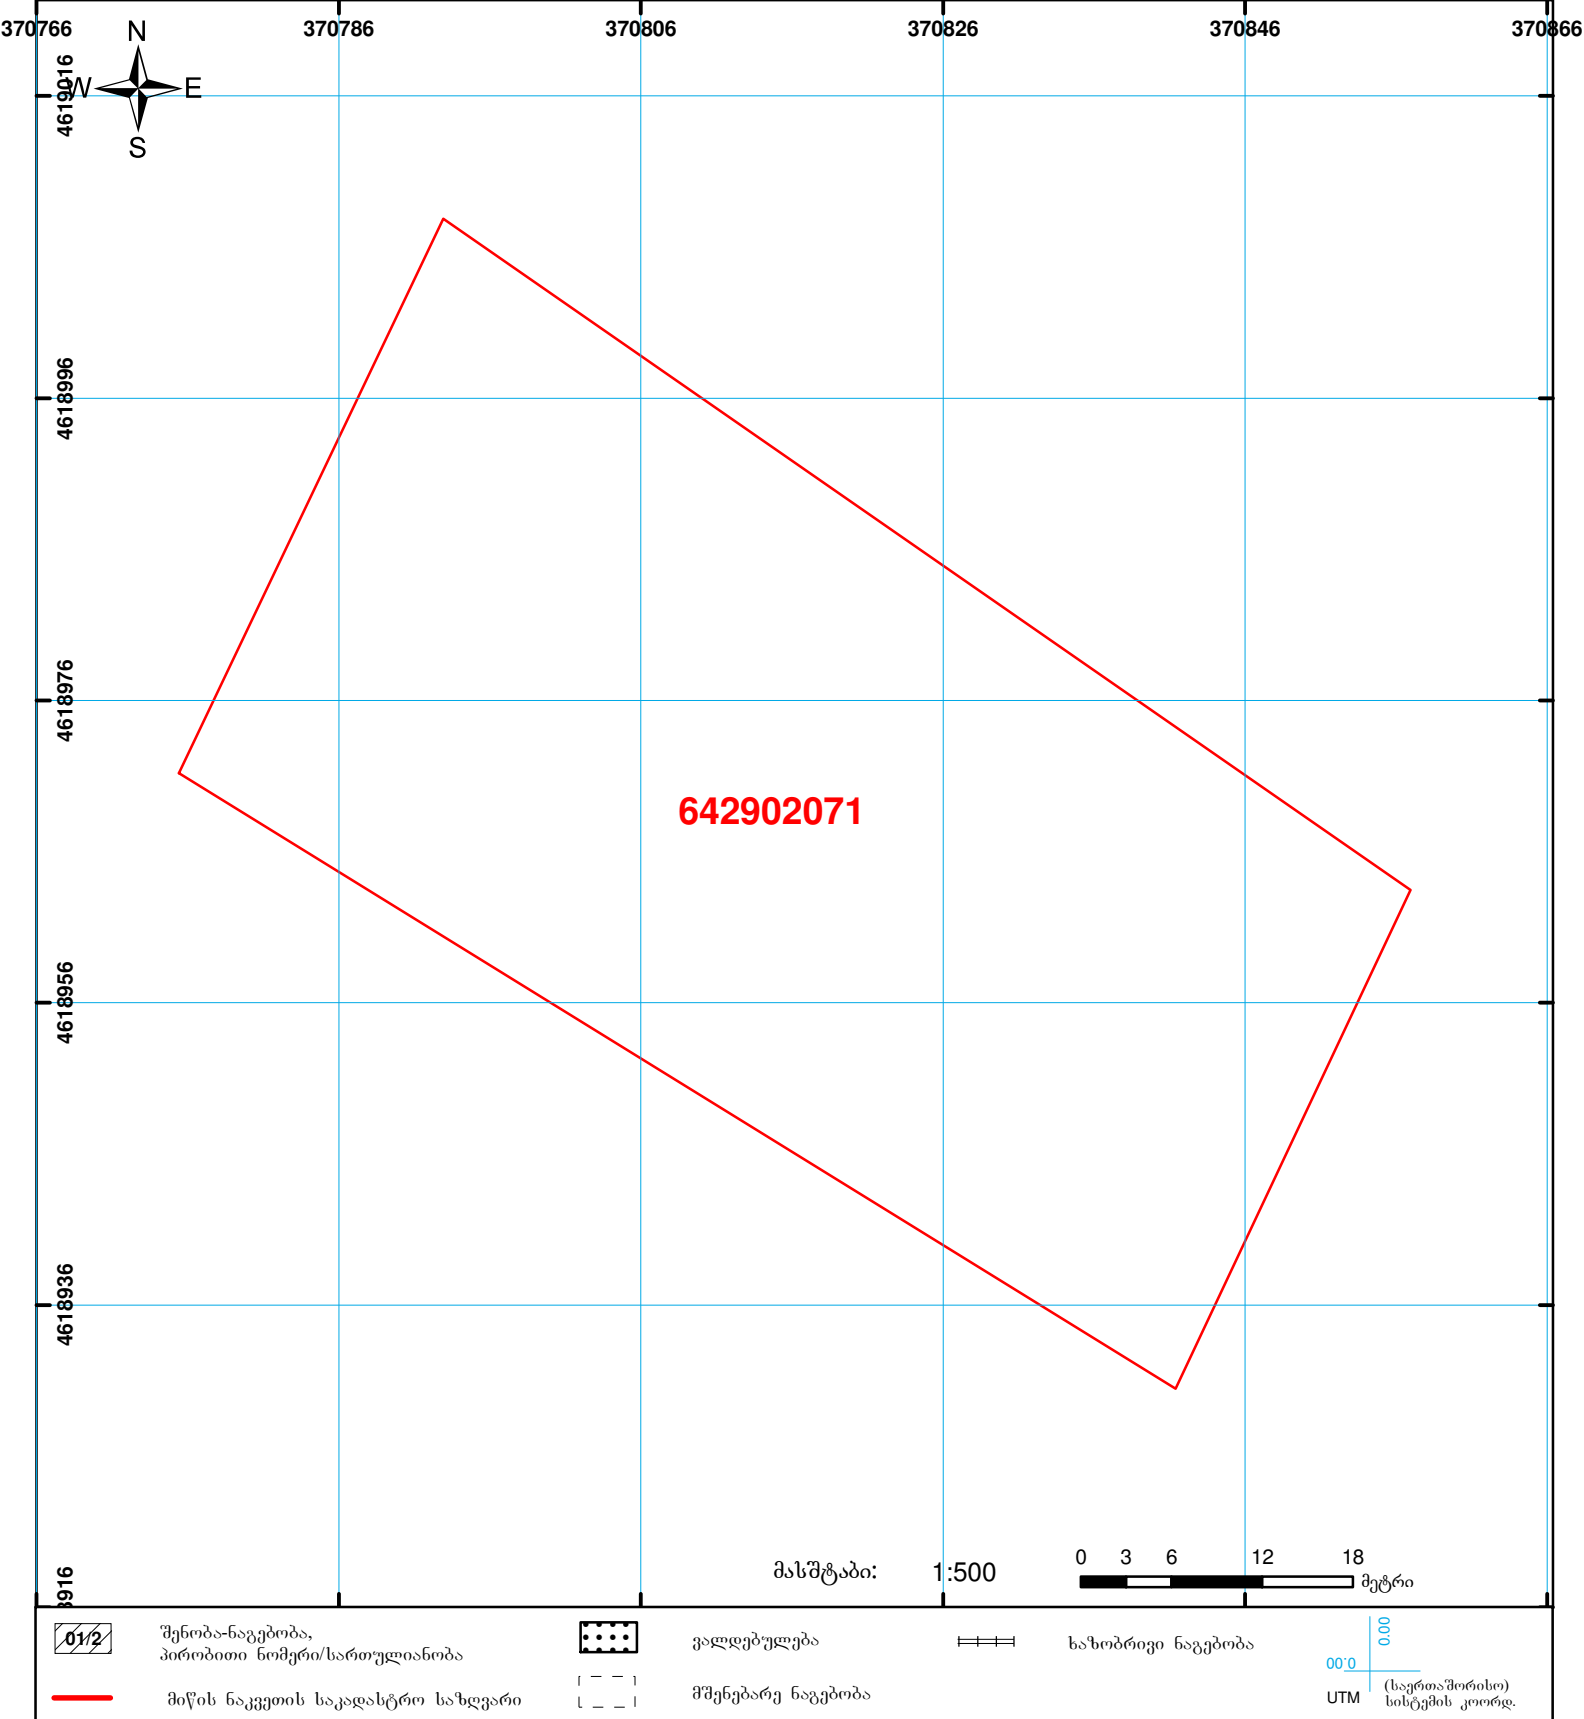 370766 370786 370806 370826 370846 370866
N
W E
S
4619016
4618996
4618976
642902071
4618956
4618936
8916
მასშტაბი: 1:500
0 3 6 12 18
მეტრი
01/2
შენობა-ნაგებობა,
პირობითი ნომერი/სართულიანობა
ვალდებულება
ხაზობრივი ნაგებობა
მიწის ნაკვეთის საკადასტრო საზღვარი
მშენებარე ნაგებობა
0.00
0.00
UTM
(საერთაშორისო)
სისტემის კოორდ.